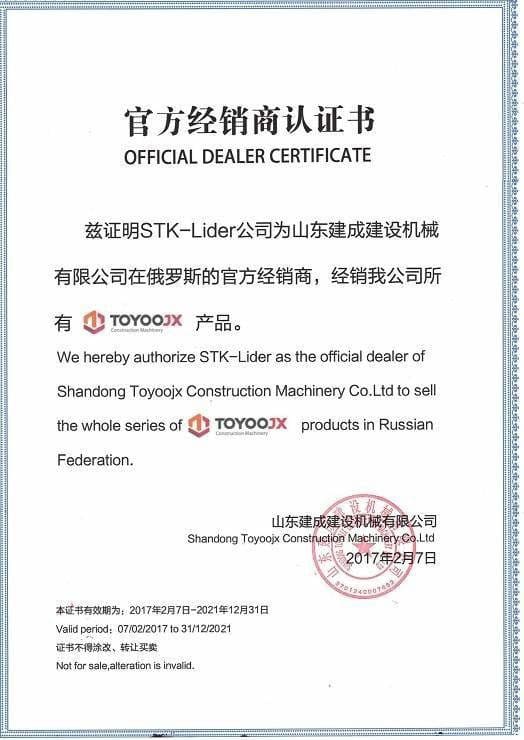 官方经销商认证书
OFFICIAL DEALER CERTIFICATE
兹证明STK-Lider公司为山东建成建设机械
有限公司在俄罗斯的官方经销商，经销我公司所
有 TOYOOJX 产品。
Construction Machinery
We hereby authorize STK-Lider as the official dealer of
Shandong Toyoojx Construction Machinery Co.Ltd to sell
the whole series of TOYOOJX products in Russian
Construction Machinery
Federation.
山东建成建设机械有限公司
Shandong Toyoojx Construction Machinery Co.Ltd
2017年2月7日
本证书有效期为：2017年2月7日-2021年12月31日
Valid period：07/02/2017 to 31/12/2021
证书不得涂改、转让买卖
Not for sale,alteration is invalid.